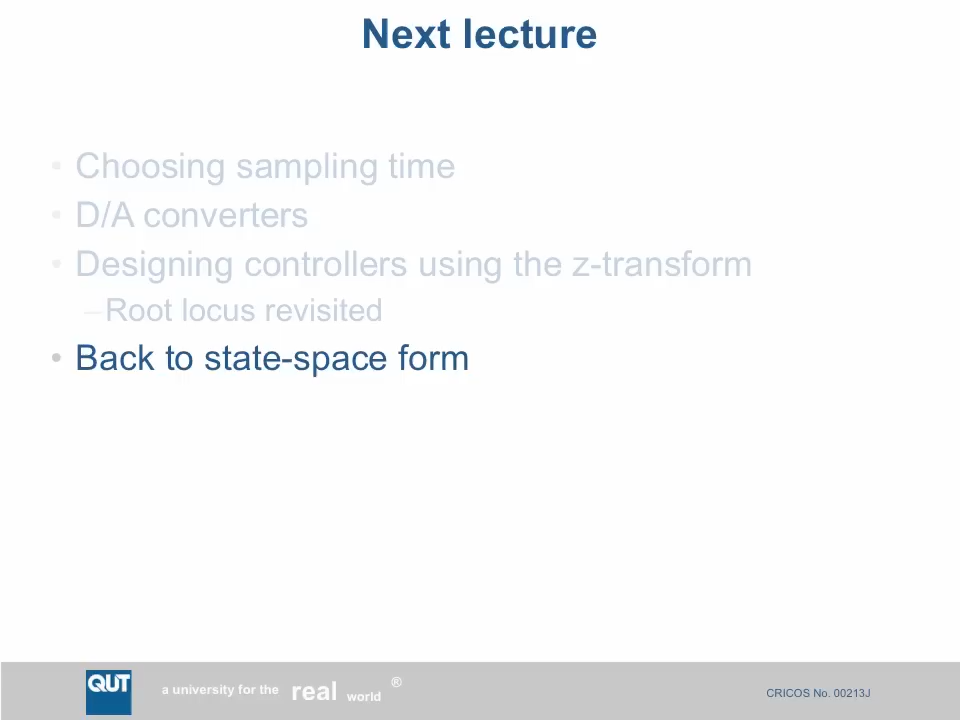 Next lecture
• Choosing sampling time
• D/A converters
• Designing controllers using the z-transform
–Root locus revisited
• Back to state-space form
QUT
a university for the real world ®
CRICOS No. 00213J